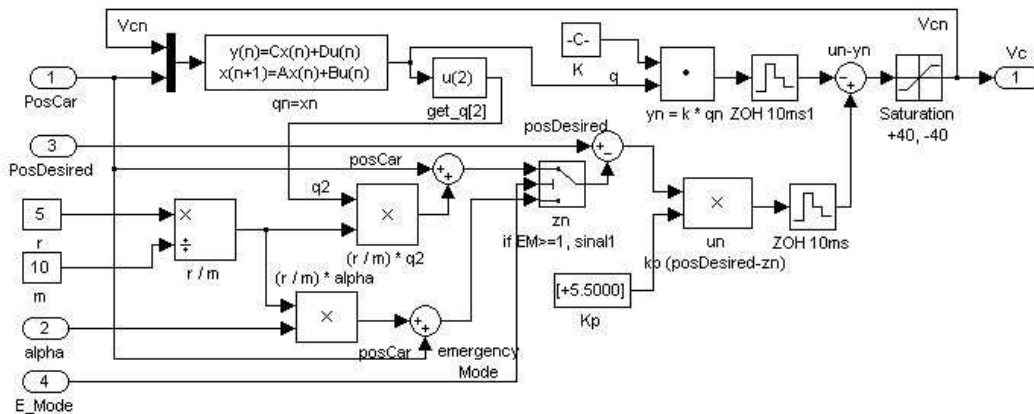 Vcn
Vcn
un-yn
Vc
1
PosCar
y(n)=Cx(n)+Du(n)
x(n+1)=Ax(n)+Bu(n)
qn=xn
u(2)
get_q[2]
-C-
K
q
yn = k * qn
ZOH 10ms1
Saturation
+40, -40
1
3
PosDesired
posDesired
posCar
q2
5
r
10
m
r / m
(r / m) * q2
zn
if EM>=1, sinal1
un
kp (posDesired-zn)
ZOH 10ms
(r / m) * alpha
[+5.5000]
Kp
2
alpha
posCar
emergency
Mode
4
E_Mode